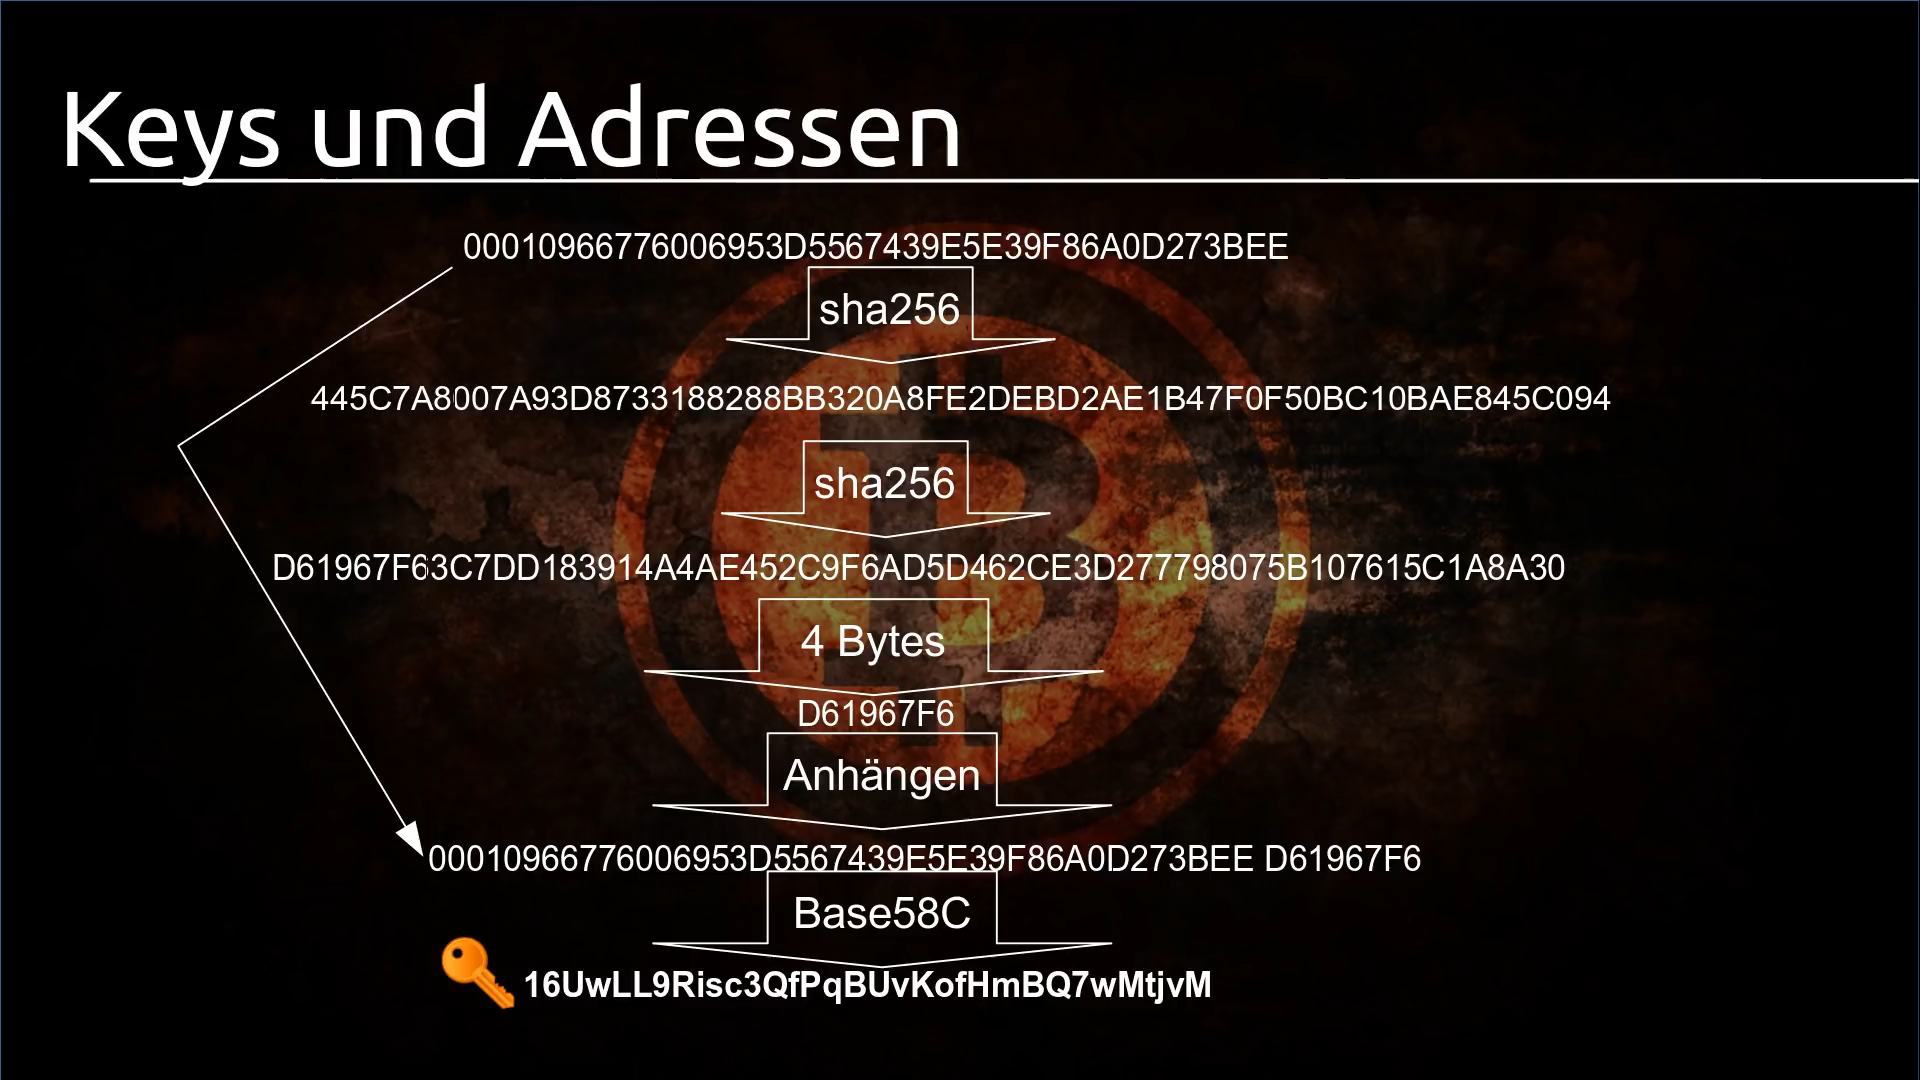 Keys und Adressen
00010966776006953D5567439E5E39F86A0D273BEE
sha256
445C7A8007A93D8733188288BB320A8FE2DEBD2AE1B47F0F50BC10BAE845C094
sha256
D61967F63C7DD183914A4AE452C9F6AD5D462CE3D277798075B107615C1A8A30
4 Bytes
D61967F6
Anhängen
00010966776006953D5567439E5E39F86A0D273BEE D61967F6
Base58C
16UwLL9Risc3QfPqBUvKofHmBQ7wMtjvM